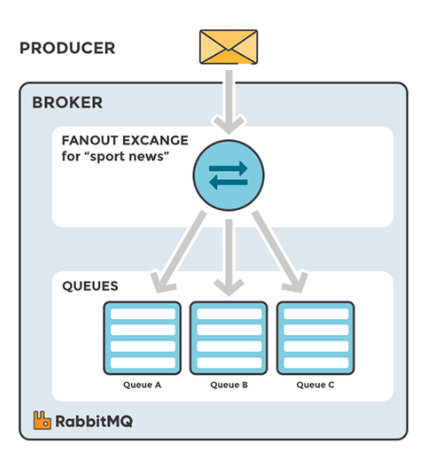 PRODUCER
BROKER
FANOUT EXCANGE
for “sport news”
QUEUES
Queue A
Queue B
Queue C
RabbitMQ